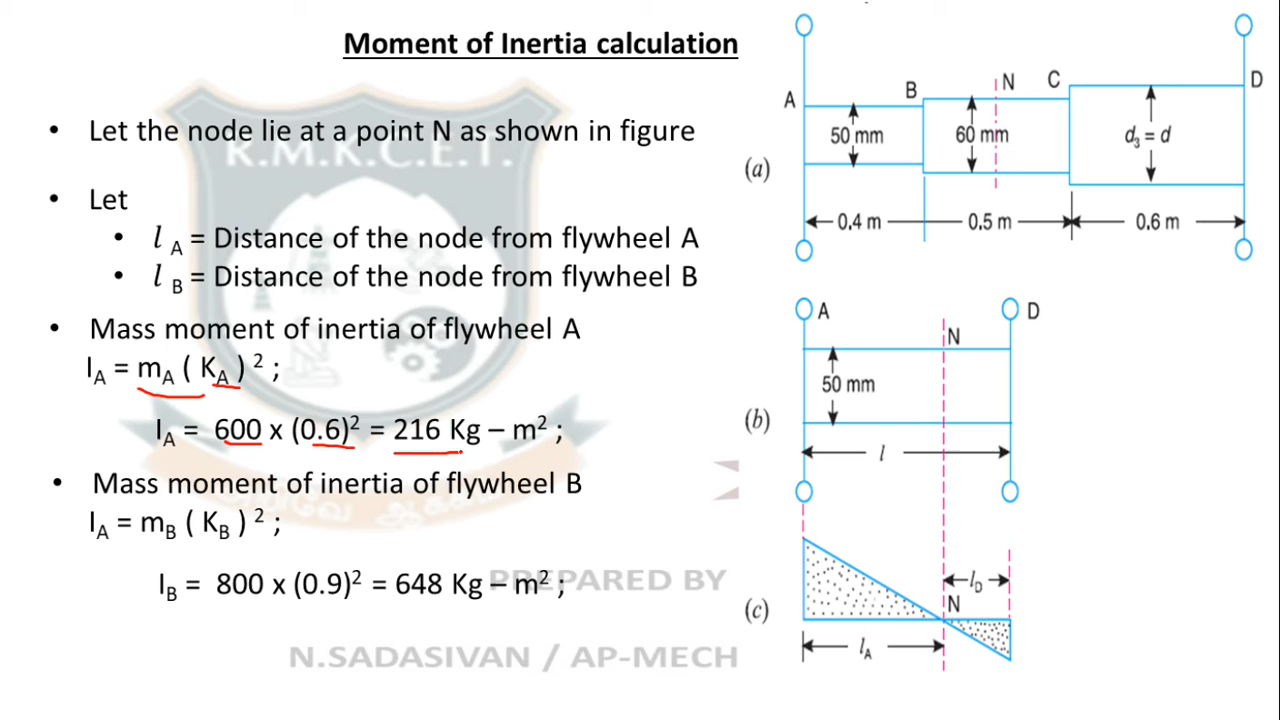 Moment of Inertia calculation
• Let the node lie at a point N as shown in figure
R.M.K.C.E.T.
• Let
• l A = Distance of the node from flywheel A
• l B = Distance of the node from flywheel B
• Mass moment of inertia of flywheel A
IA = mA ( KA ) 2 ;
IA = 600 x (0.6)2 = 216 Kg – m2 ;
• Mass moment of inertia of flywheel B
IA = mB ( KB ) 2 ;
IB = 800 x (0.9)2 = 648 Kg – m2 ;
PREPARED BY
N.SADASIVAN / AP-MECH
A B N C D
50 mm 60 mm d3 = d
(a)
0.4 m 0.5 m 0.6 m
A D
N
50 mm
(b)
l
lD
N
(c)
lA